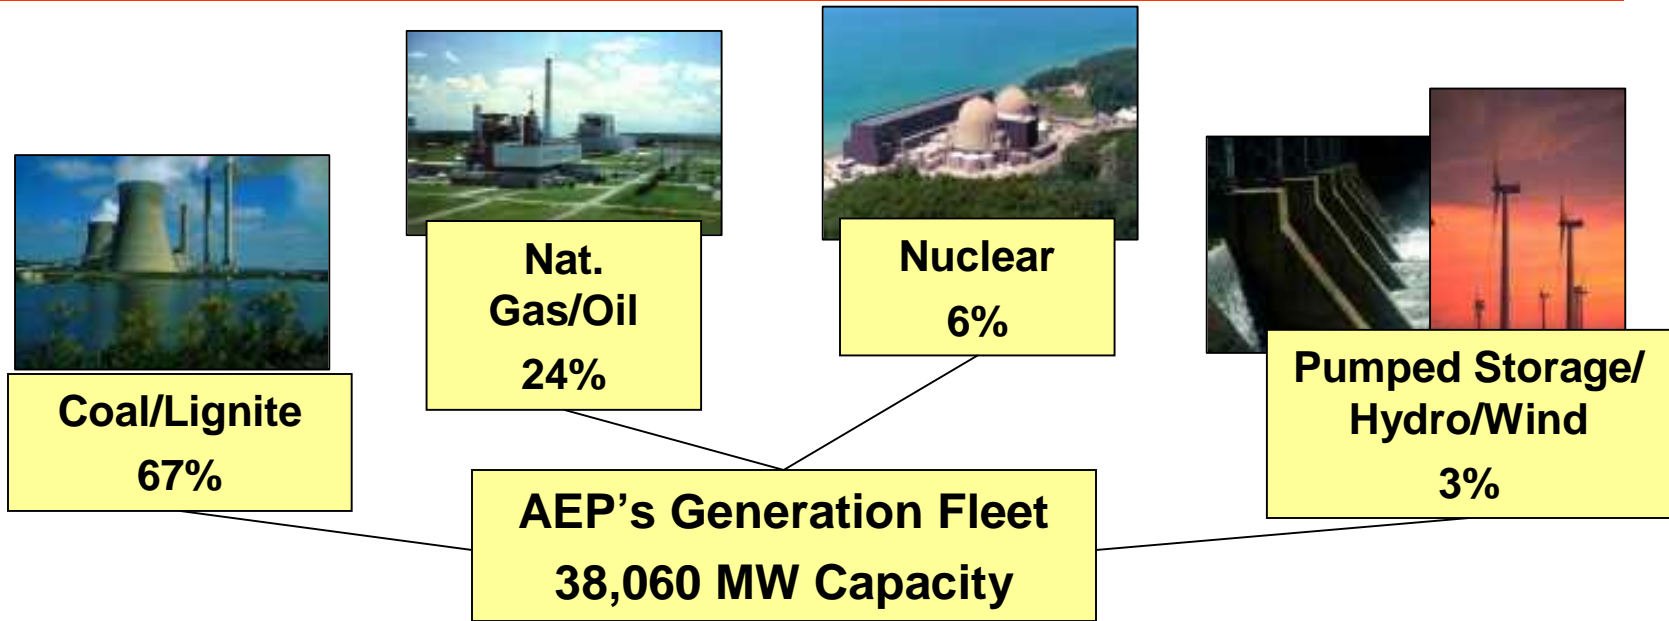 Coal/Lignite
67%
Nat.
Gas/Oil
24%
Nuclear
6%
Pumped Storage/
Hydro/Wind
3%
AEP’s Generation Fleet
38,060 MW Capacity